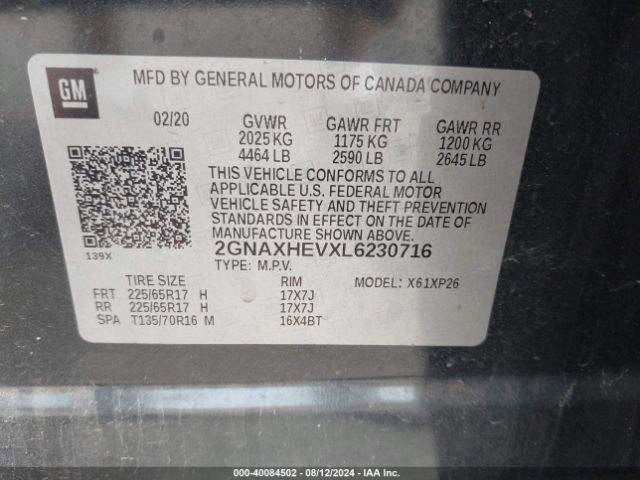 GM
MFD BY GENERAL MOTORS OF CANADA COMPANY
02/20 GVWR GAWR FRT GAWR RR
2025 KG 1175 KG 1200 KG
4464 LB 2590 LB 2645 LB
THIS VEHICLE CONFORMS TO ALL
APPLICABLE U.S. FEDERAL MOTOR
VEHICLE SAFETY AND THEFT PREVENTION
STANDARDS IN EFFECT ON THE DATE OF
MANUFACTURE SHOWN ABOVE.
139X 2GNAXHEVXL6230716
TYPE: M.P.V.
TIRE SIZE RIM MODEL: X61XP26
FRT 225/65R17 H 17X7J
RR 225/65R17 H 17X7J
SPA T135/70R16 M 16X4BT
000-40084502 - 08/12/2024 - IAA Inc.